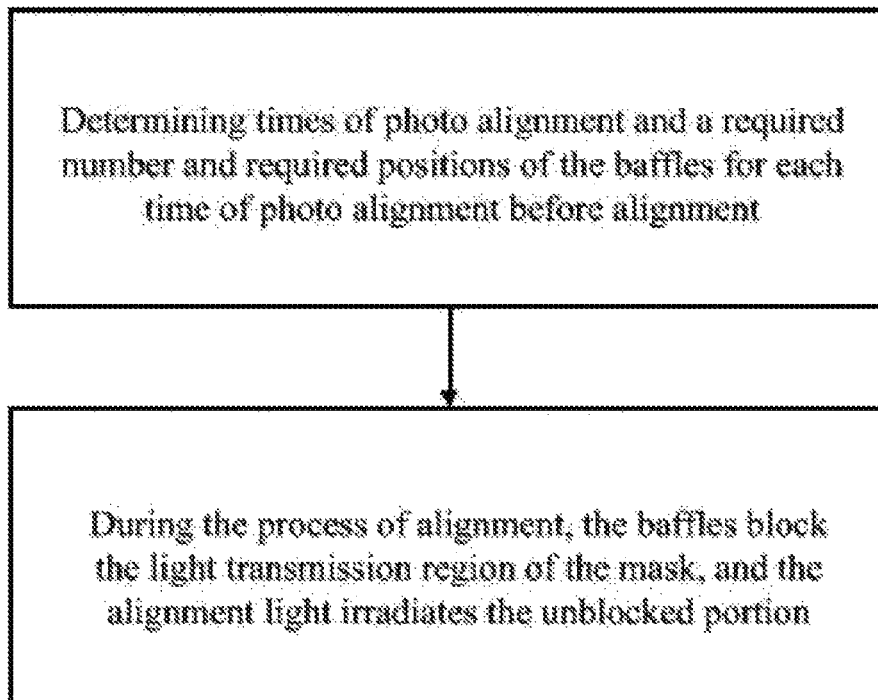 Determining times of photo alignment and a required
number and required positions of the baffles for each
time of photo alignment before alignment
During the process of alignment, the baffles block
the light transmission region of the mask, and the
alignment light irradiates the unblocked portion